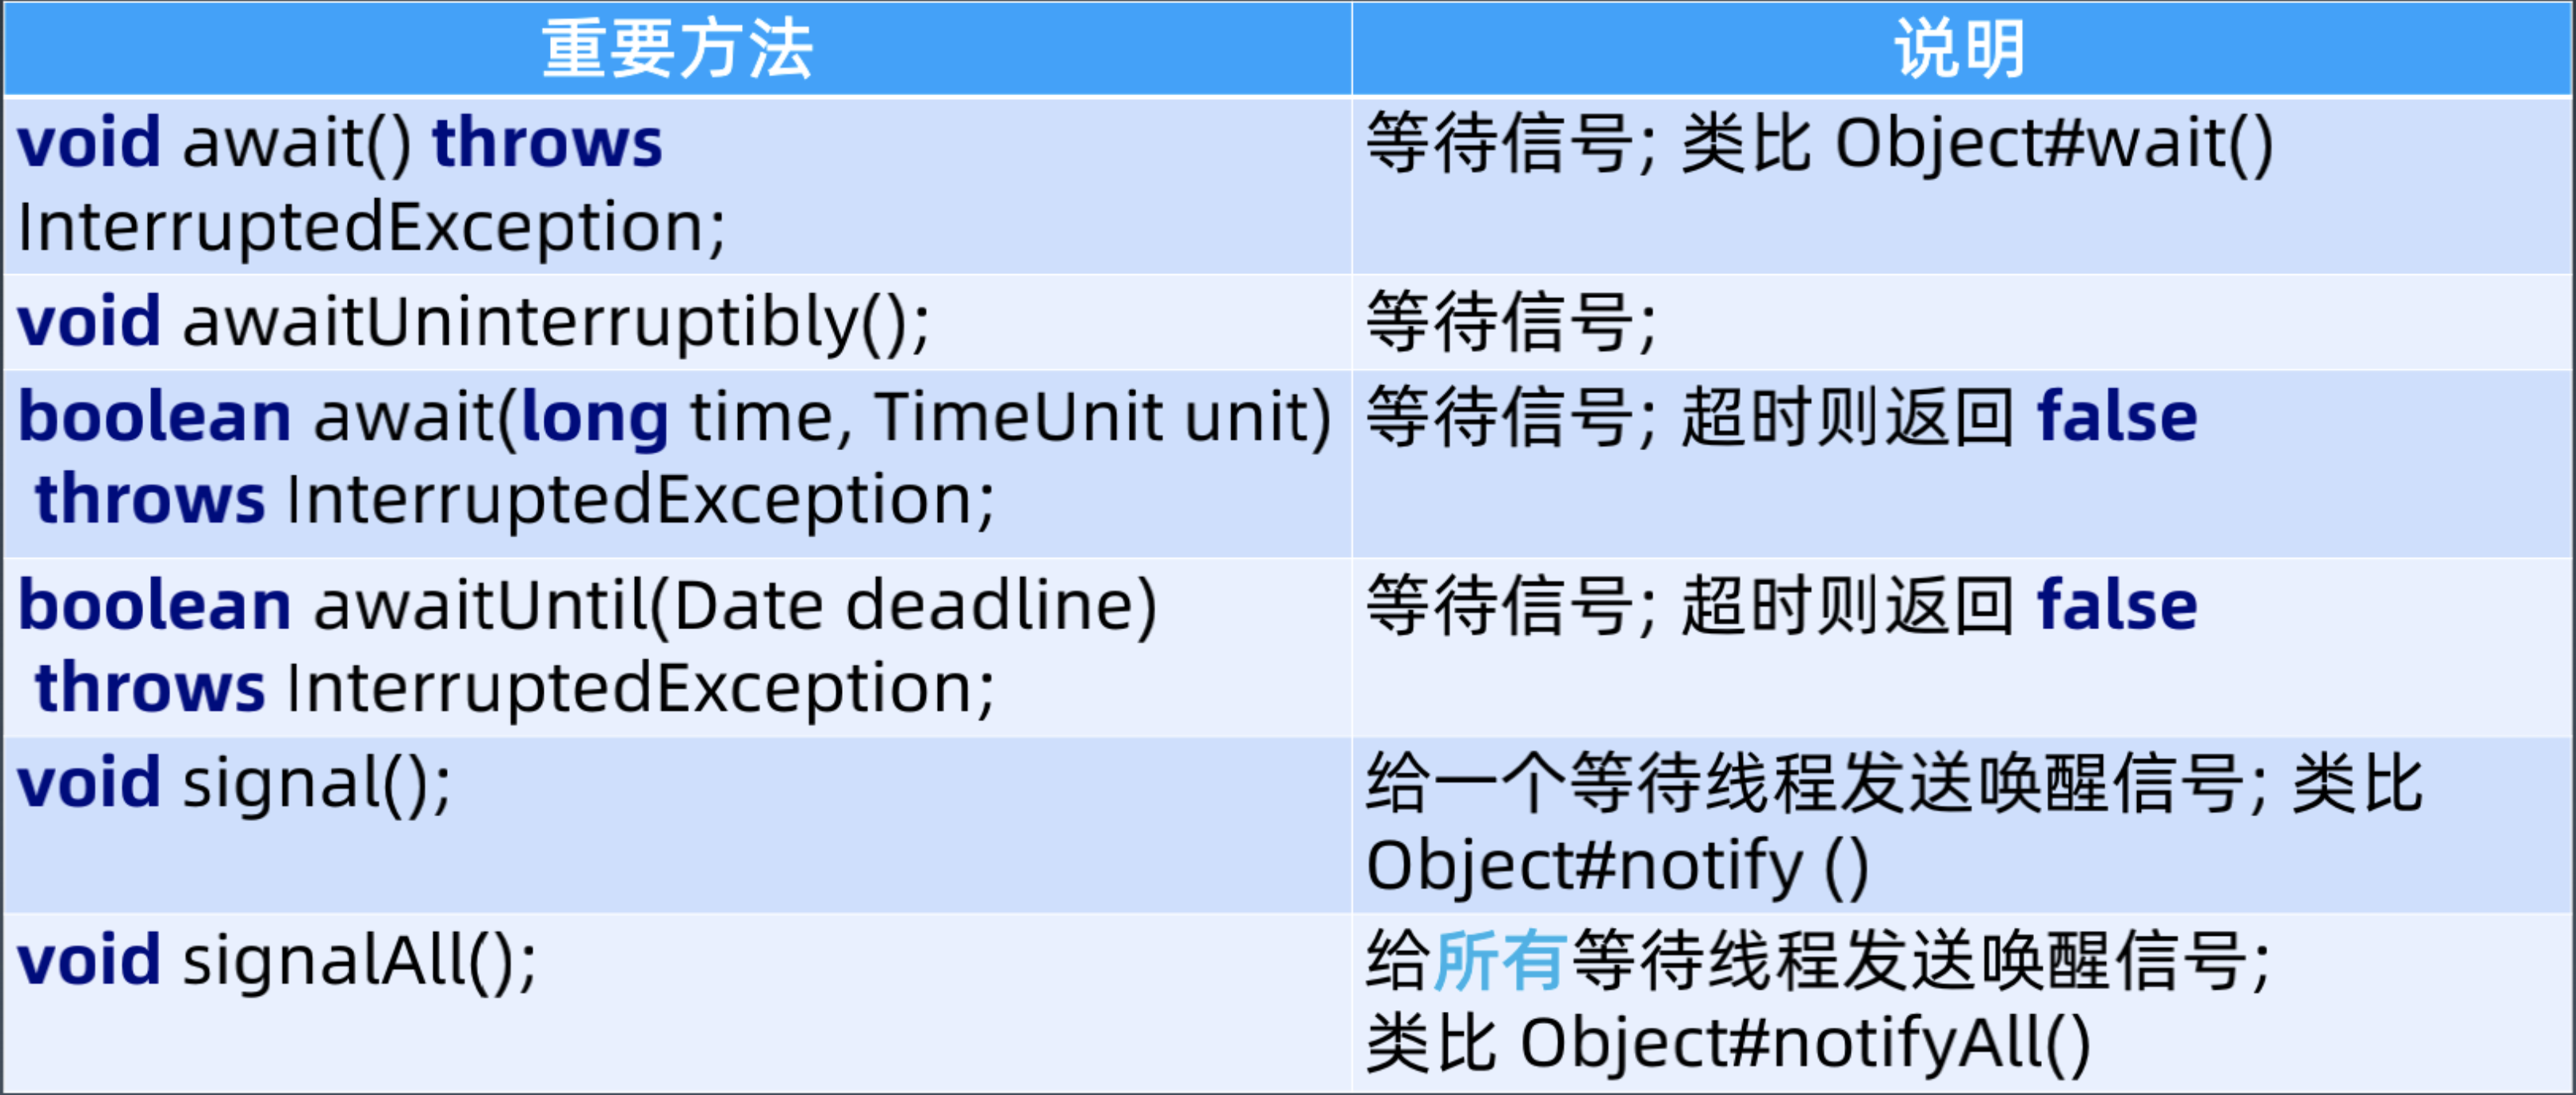 重要方法
说明
void await() throws
InterruptedException;
等待信号; 类比 Object#wait()
void awaitUninterruptibly();
等待信号;
boolean await(long time, TimeUnit unit)
throws InterruptedException;
等待信号; 超时则返回 false
boolean awaitUntil(Date deadline)
throws InterruptedException;
等待信号; 超时则返回 false
void signal();
给一个等待线程发送唤醒信号; 类比
Object#notify ()
void signalAll();
给所有等待线程发送唤醒信号;
类比 Object#notifyAll()